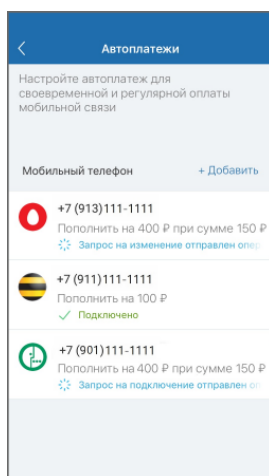 Автоплатежи
Настройте автоплатеж для
своевременной и регулярной оплаты
мобильной связи
Мобильный телефон + Добавить
+7 (913)111-1111
Пополнить на 400 ₽ при сумме 150 ₽
Запрос на изменение отправлен опер
+7 (911)111-1111
Пополнить на 100 ₽
Подключено
+7 (901)111-1111
Пополнить на 400 ₽ при сумме 150 ₽
Запрос на подключение отправлен оп